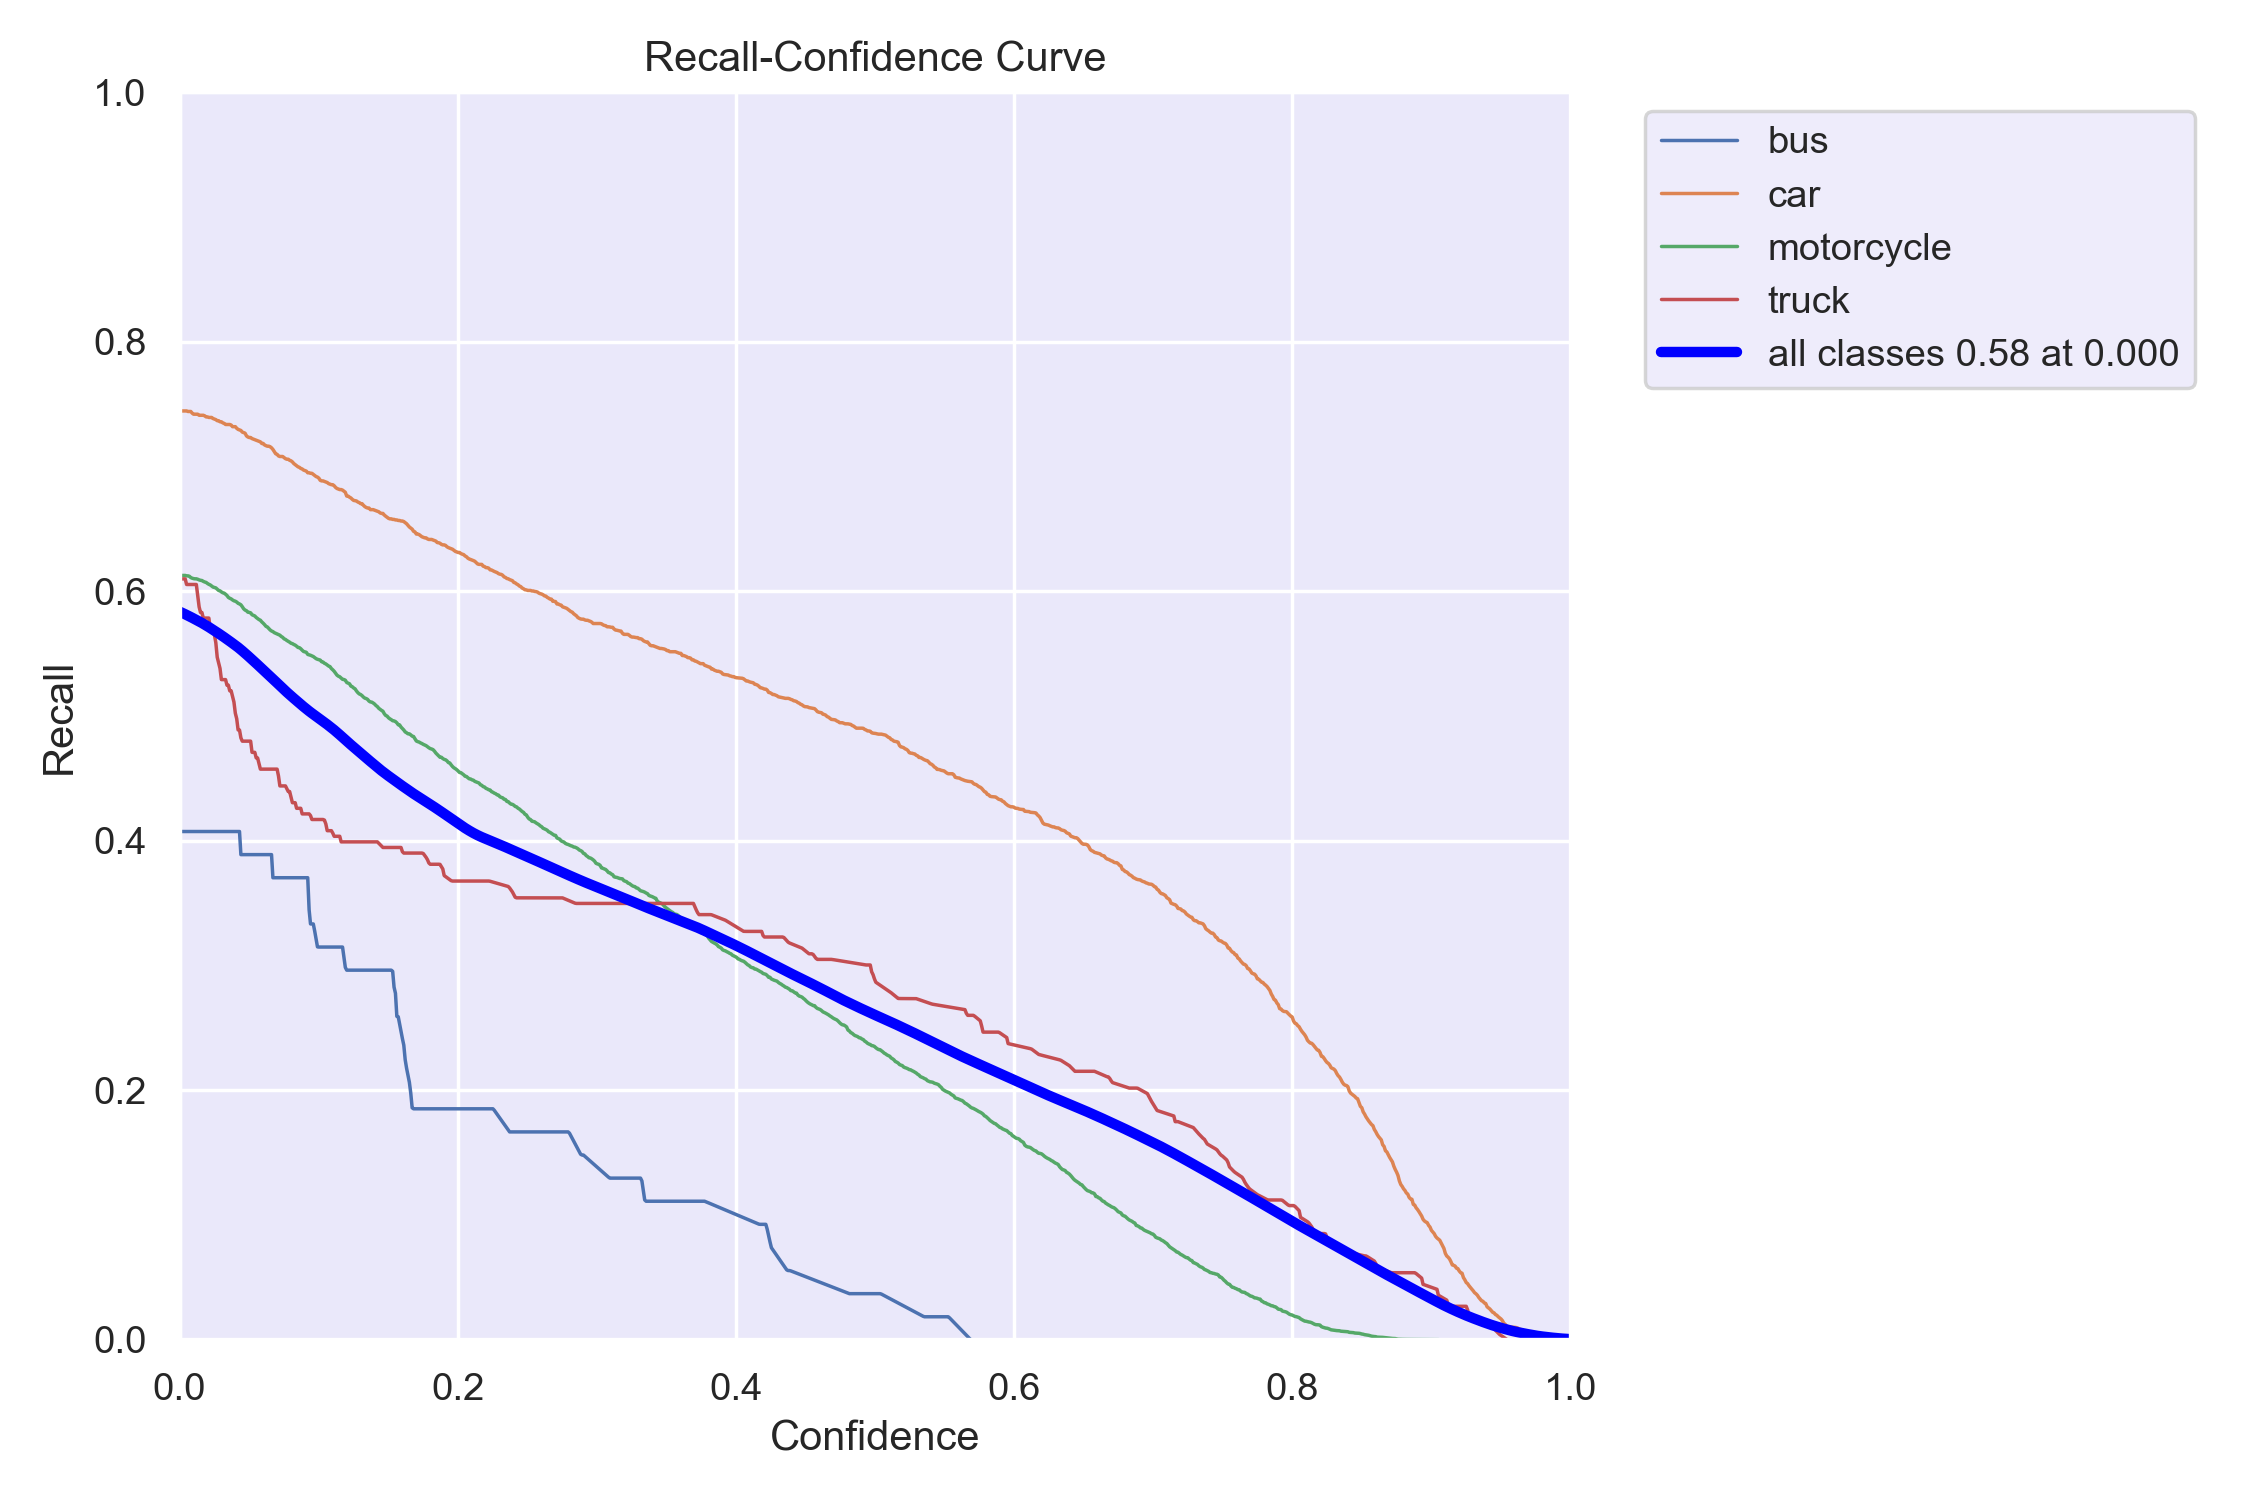 Recall-Confidence Curve
1.0
0.8
0.6
0.4
0.2
0.0
Recall
0.0 0.2 0.4 0.6 0.8 1.0
Confidence
bus
car
motorcycle
truck
all classes 0.58 at 0.000